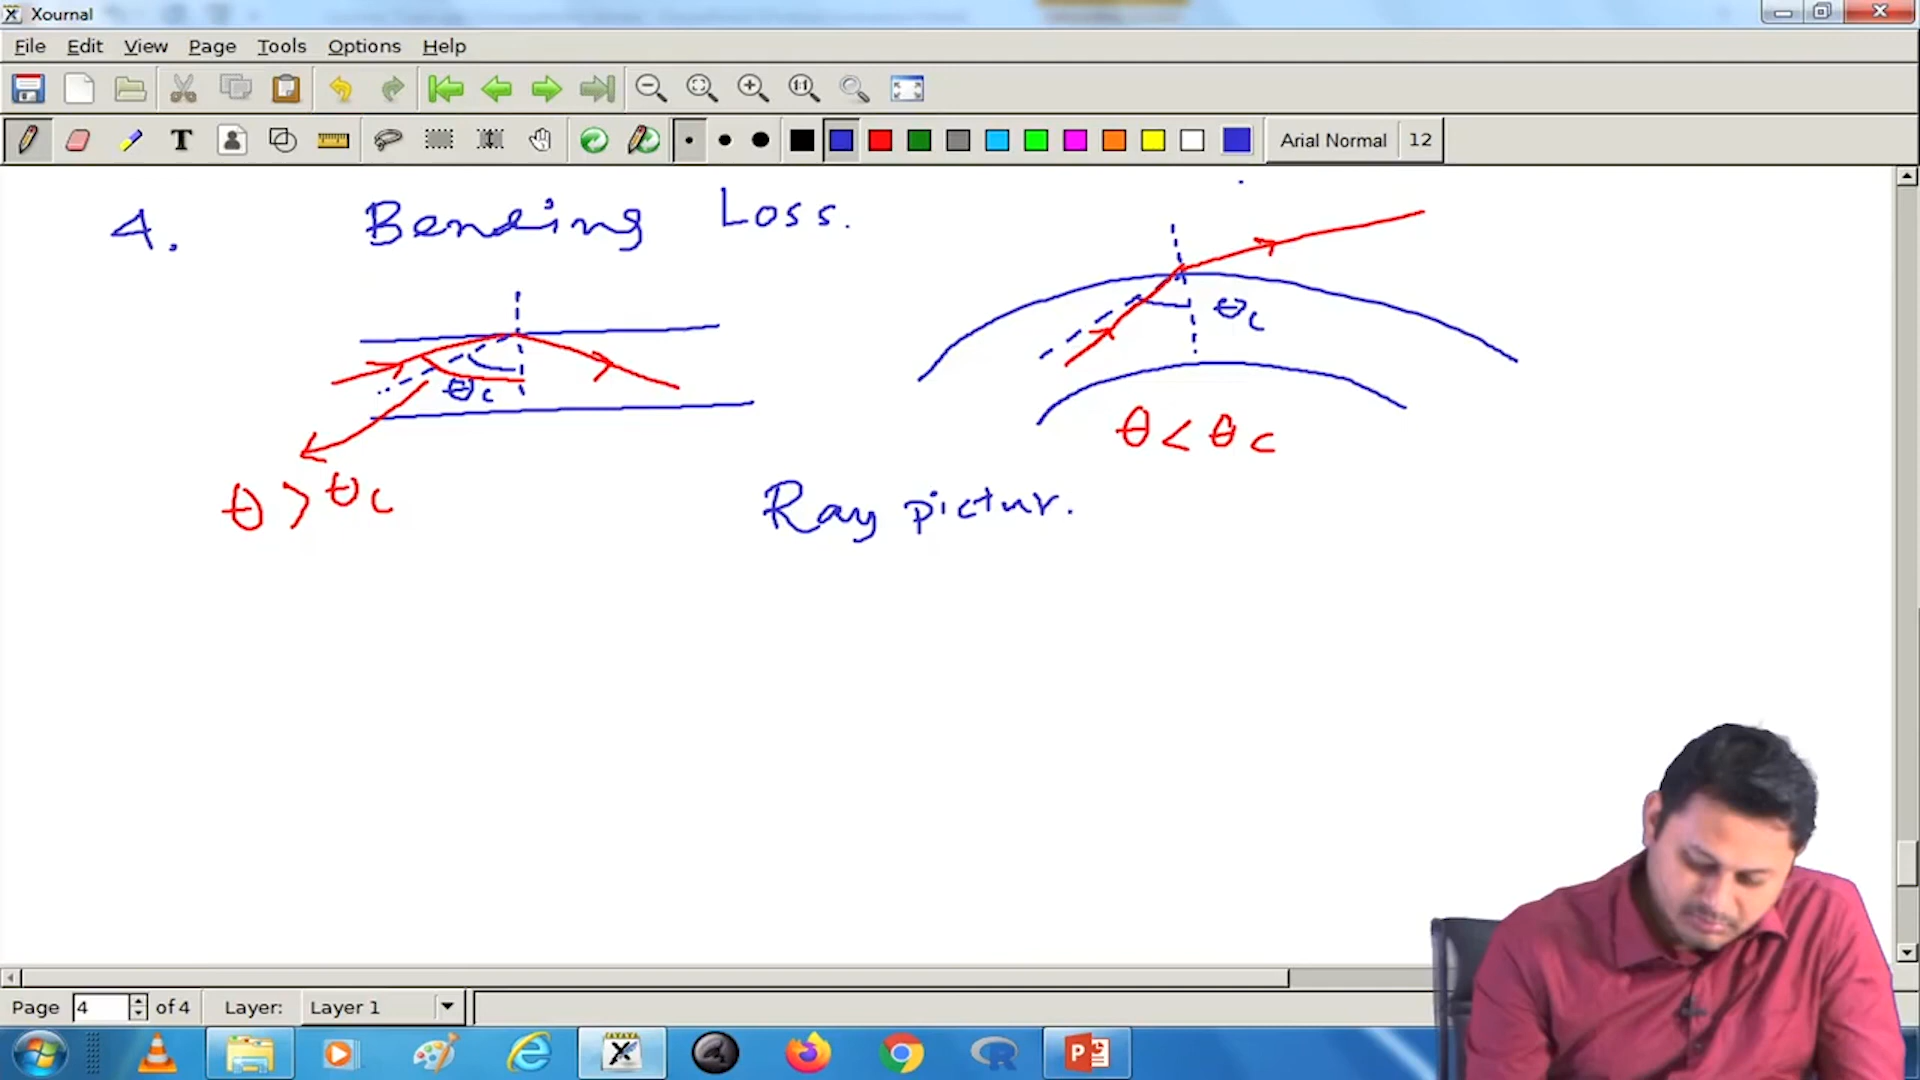 Xournal
File Edit View Page Tools Options Help
Arial Normal 12
4. Bending Loss.
θc
θc
θ < θc
θ > θc
Ray pictur.
Page 4 of 4 Layer: Layer 1